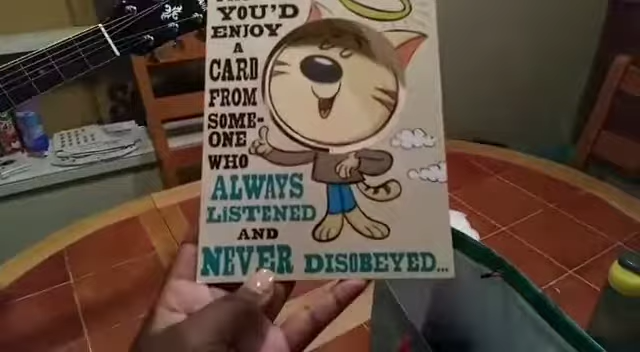 YOU'D
ENJOY
A
CARD
FROM
SOME-
ONE
WHO
ALWAYS
LISTENED
AND
NEVER DISOBEYED...